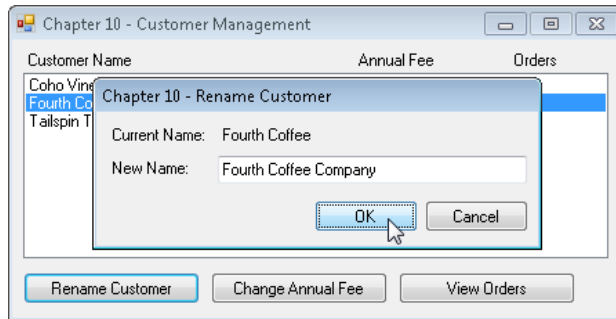 Chapter 10 - Customer Management
Customer Name Annual Fee Orders
Coho Vine
Fourth Co
Tailspin T
Chapter 10 - Rename Customer
Current Name: Fourth Coffee
New Name: Fourth Coffee Company
OK Cancel
Rename Customer Change Annual Fee View Orders